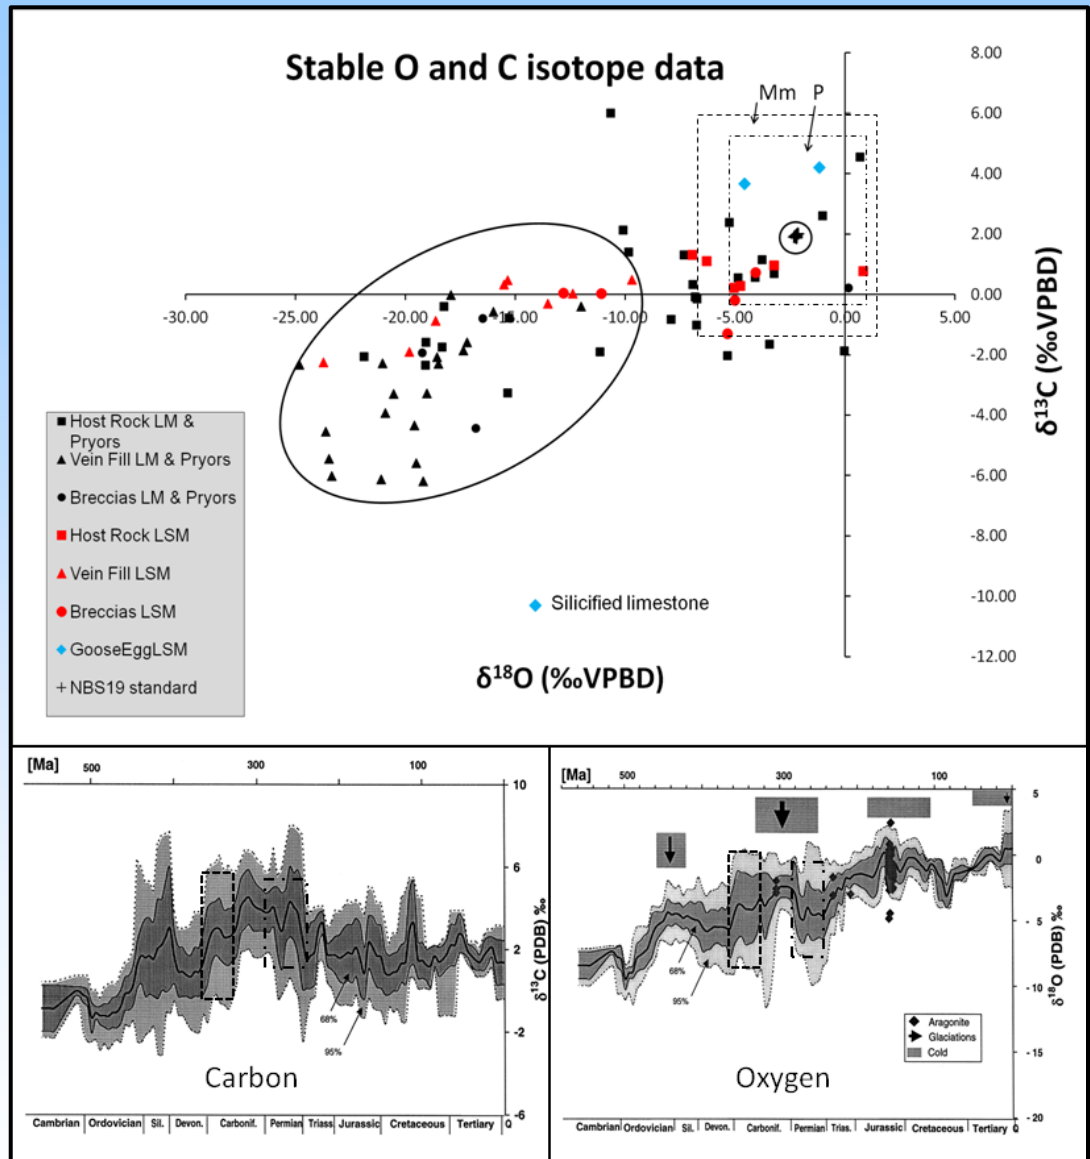 Stable O and C isotope data
8.00
Mm
P
6.00
4.00
2.00
0.00
-30.00
-25.00
-20.00
-15.00
-10.00
-5.00
0.00
5.00
-2.00
-4.00
-6.00
-8.00
-10.00
-12.00
δ¹³C (‰VPBD)
Host Rock LM &
Pryors
Vein Fill LM & Pryors
Breccias LM & Pryors
Host Rock LSM
Vein Fill LSM
Breccias LSM
GooseEggLSM
NBS19 standard
Silicified limestone
δ¹⁸O (‰VPBD)
[Ma]
500
300
100
10
6
2
-2
-6
δ¹³C (PDB) ‰
68%
95%
Carbon
Cambrian
Ordovician
Sil.
Devon.
Carbonif.
Permian
Triass.
Jurassic
Cretaceous
Tertiary
Q
[Ma]
500
300
100
5
0
- 5
-10
- 15
- 20
δ¹⁸O (PDB) ‰
68%
95%
Aragonite
Glaciations
Cold
Oxygen
Cambrian
Ordovician
Sil.
Devon.
Carbonif.
Permian
Trias.
Jurassic
Cretaceous
Tertiary
Q